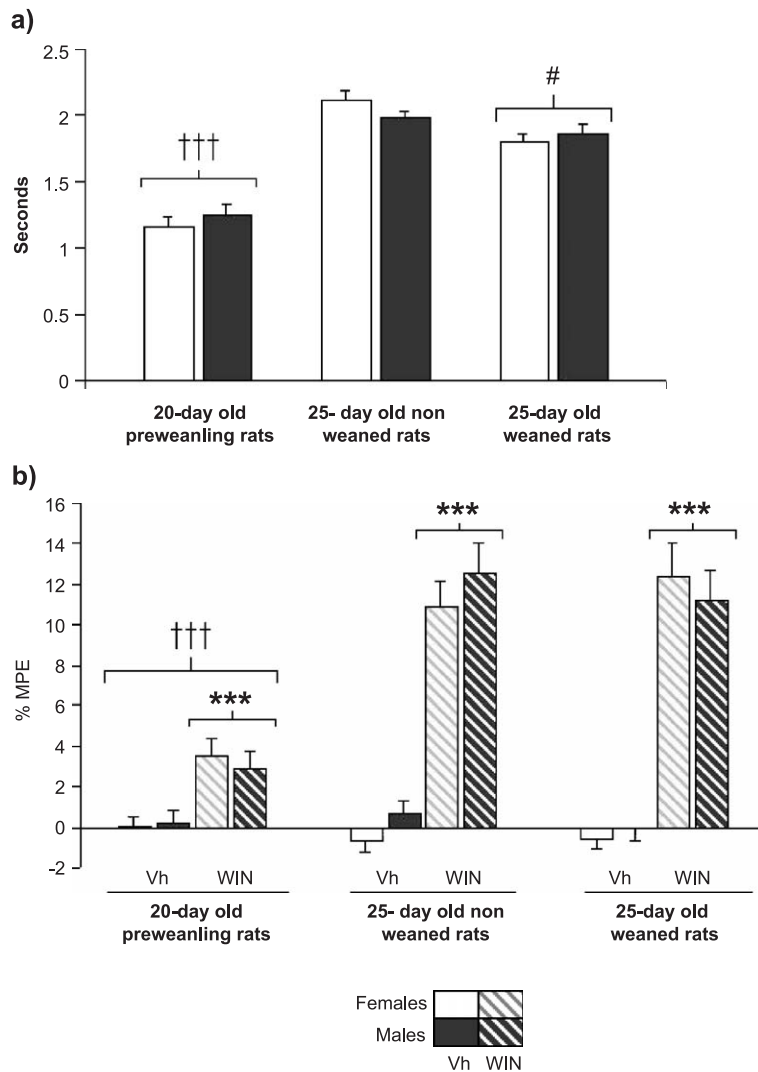 a)
2.5
2
1.5
1
0.5
0
Seconds
†††
#
20-day old
preweanling rats
25- day old non
weaned rats
25-day old
weaned rats
b)
16
14
12
10
8
6
4
2
0
-2
% MPE
†††
***
***
***
Vh WIN
Vh WIN
Vh WIN
20-day old
preweanling rats
25- day old non
weaned rats
25-day old
weaned rats
Females
Males
Vh WIN